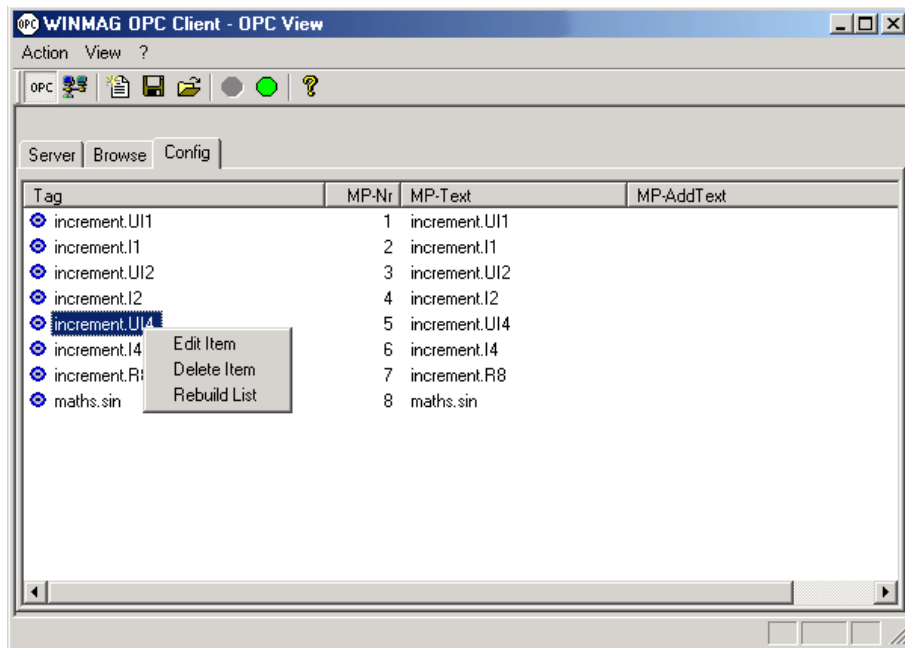 OPC WINMAG OPC Client - OPC View
Action View ?
OPC ?
Server Browse Config
Tag MP-Nr MP-Text MP-AddText
increment.UI1 1 increment.UI1
increment.I1 2 increment.I1
increment.UI2 3 increment.UI2
increment.I2 4 increment.I2
increment.UI4 5 increment.UI4
Edit Item
increment.I4 6 increment.I4
Delete Item
increment.R 7 increment.R8
Rebuild List
maths.sin 8 maths.sin